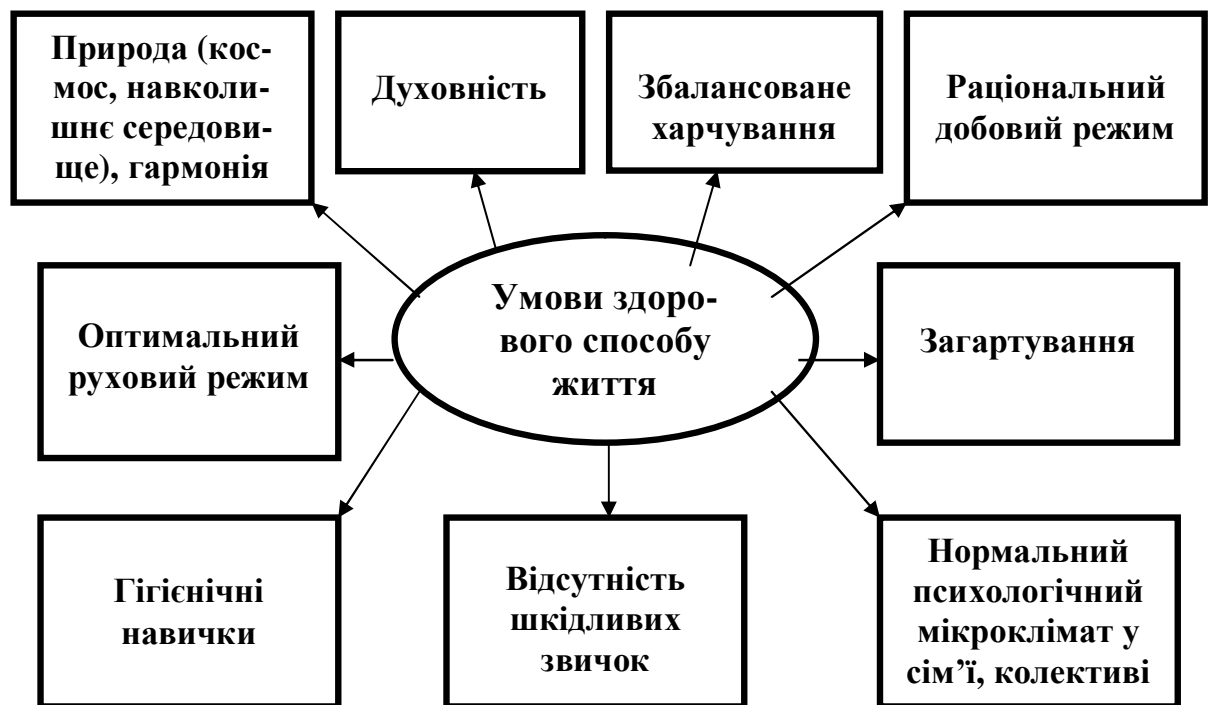 Природа (кос-
мос, навколи-
шнє середови-
ще), гармонія
Духовність
Збалансоване
харчування
Раціональний
добовий режим
Умови здоро-
вого способу
життя
Оптимальний
руховий режим
Загартування
Гігієнічні
навички
Відсутність
шкідливих
звичок
Нормальний
психологічний
мікроклімат у
сім’ї, колективі